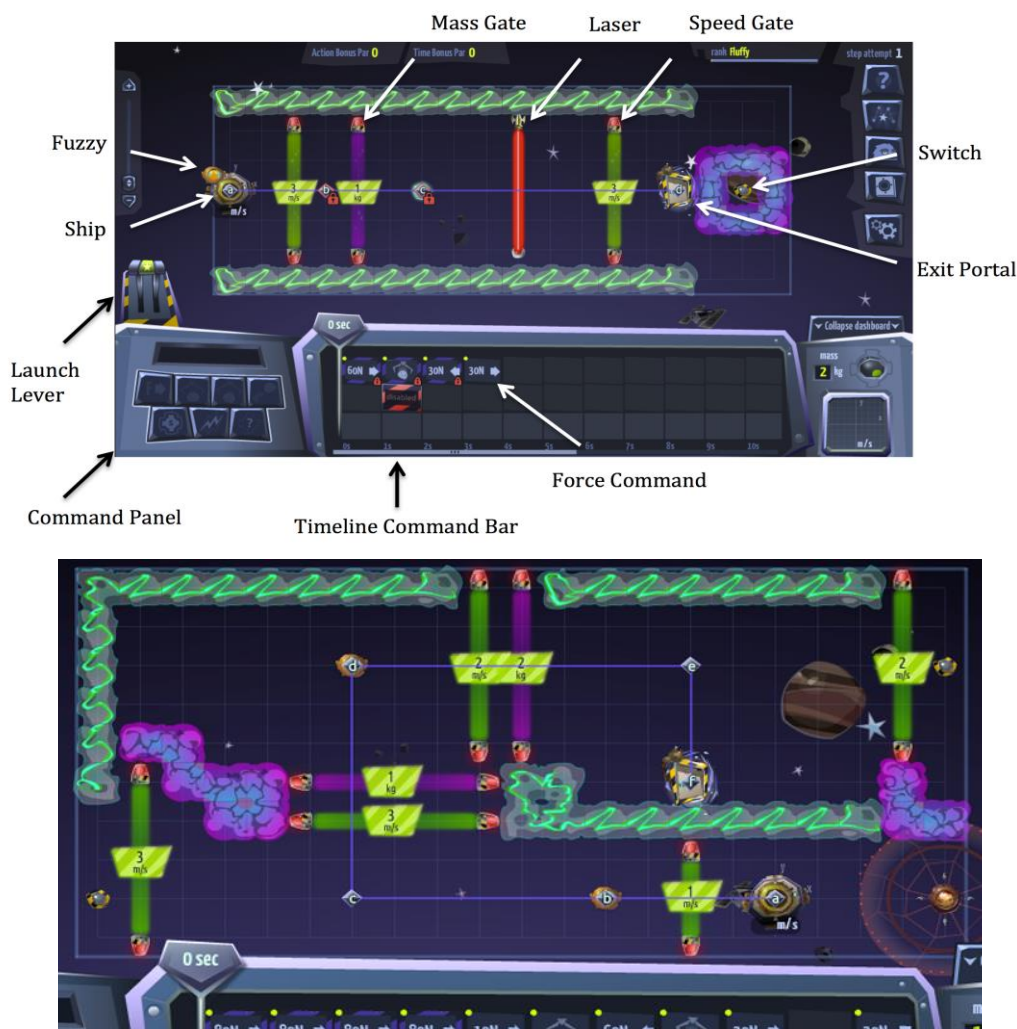 Mass Gate Laser Speed Gate
Action Bonus Par 0 Time Bonus Par 0 rank Fluffy step attempt 1
?
Fuzzy
Switch
a b c d
3 m/s 1 kg 3 m/s
m/s
Ship
Exit Portal
0 sec
Collapse dashboard
Launch Lever
mass
2 kg
60N 30N 30N
disabled
?
m/s
0s 1s 2s 3s 4s 5s 6s 7s 8s 9s 10s
Force Command
Command Panel
Timeline Command Bar
d e
2 m/s 2 kg 2 m/s
F
1 kg
3 m/s
3 m/s
1 m/s
c b a
y
x
m/s
0 sec